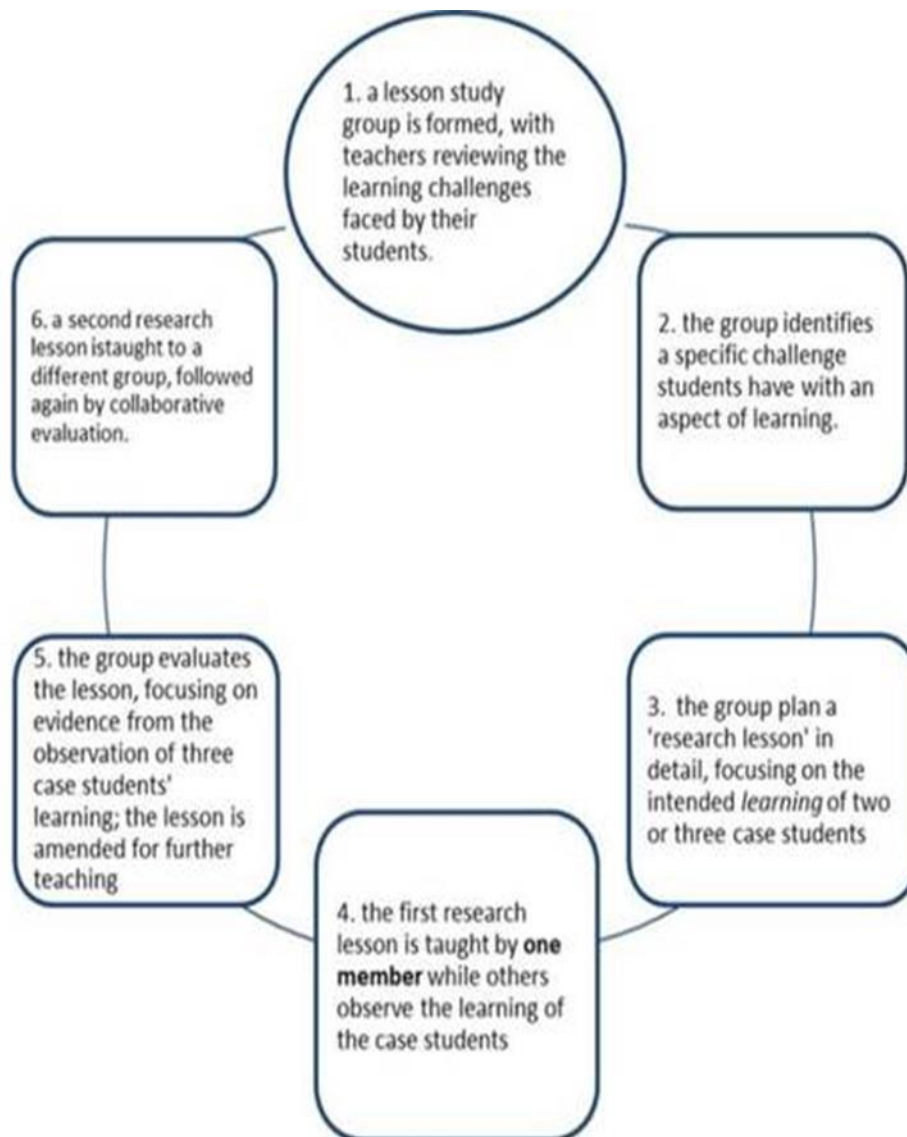 1. a lesson study
group is formed, with
teachers reviewing the
learning challenges
faced by their
students.
2. the group identifies
a specific challenge
students have with an
aspect of learning.
3. the group plan a
'research lesson' in
detail, focusing on the
intended learning of two
or three case students
4. the first research
lesson is taught by one
member while others
observe the learning of
the case students
5. the group evaluates
the lesson, focusing on
evidence from the
observation of three
case students'
learning; the lesson is
amended for further
teaching
6. a second research
lesson istaught to a
different group, followed
again by collaborative
evaluation.